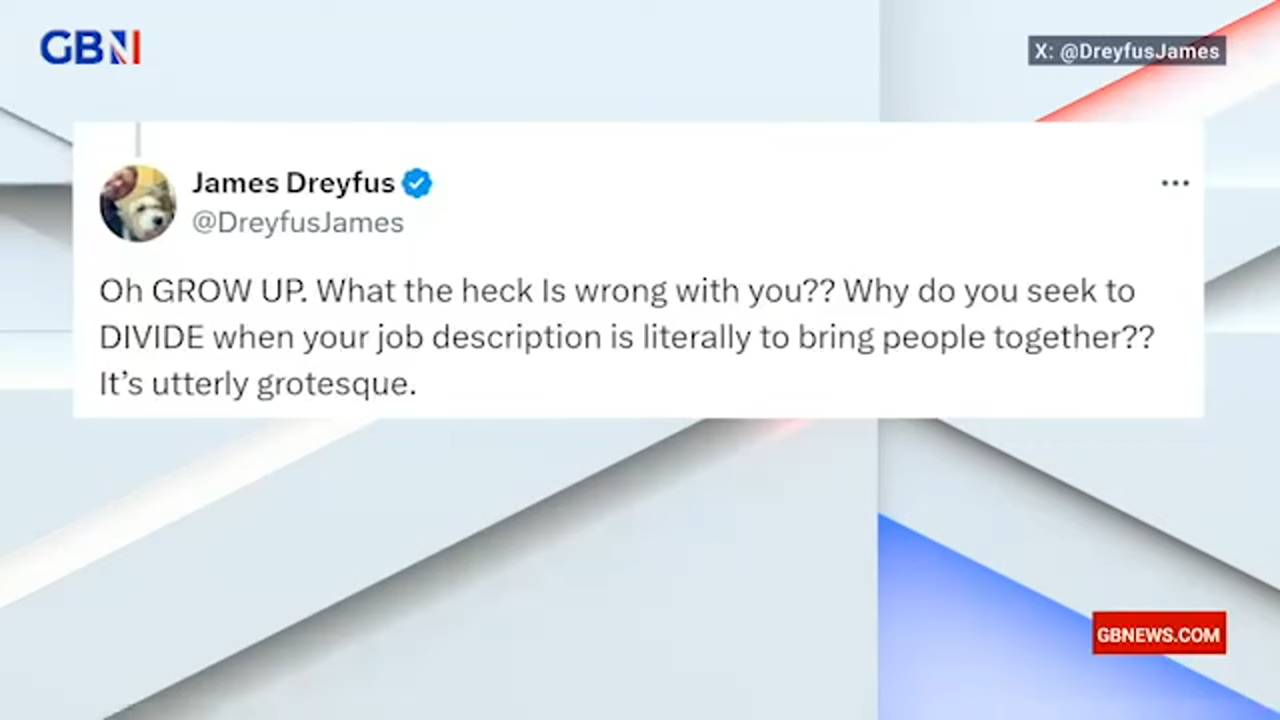 GBN
X: @DreyfusJames
James Dreyfus
@DreyfusJames
Oh GROW UP. What the heck Is wrong with you?? Why do you seek to
DIVIDE when your job description is literally to bring people together??
It’s utterly grotesque.
GBNEWS.COM